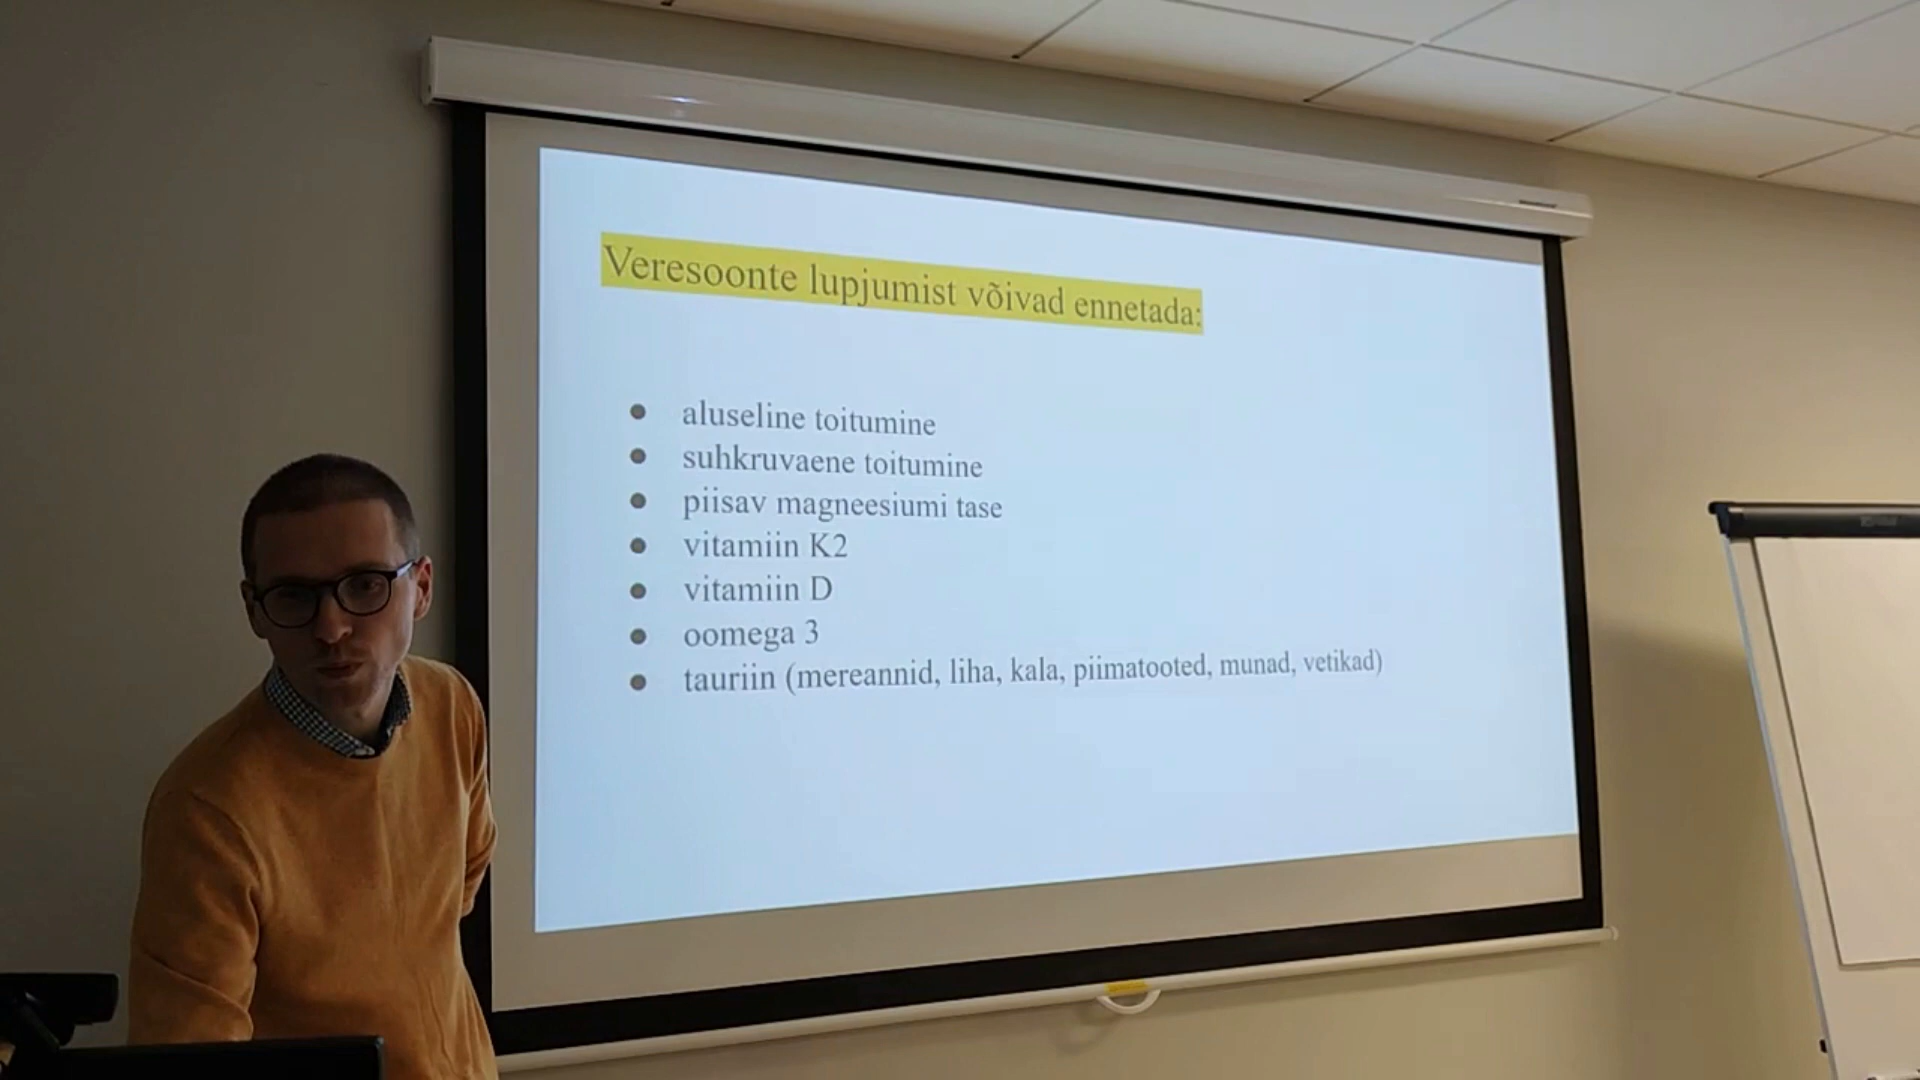 Veresoonte lupjumist võivad ennetada:
● aluseline toitumine
● suhkruvaene toitumine
● piisav magneesiumi tase
● vitamiin K2
● vitamiin D
● oomega 3
● tauriin (mereannid, liha, kala, piimatooted, munad, vetikad)